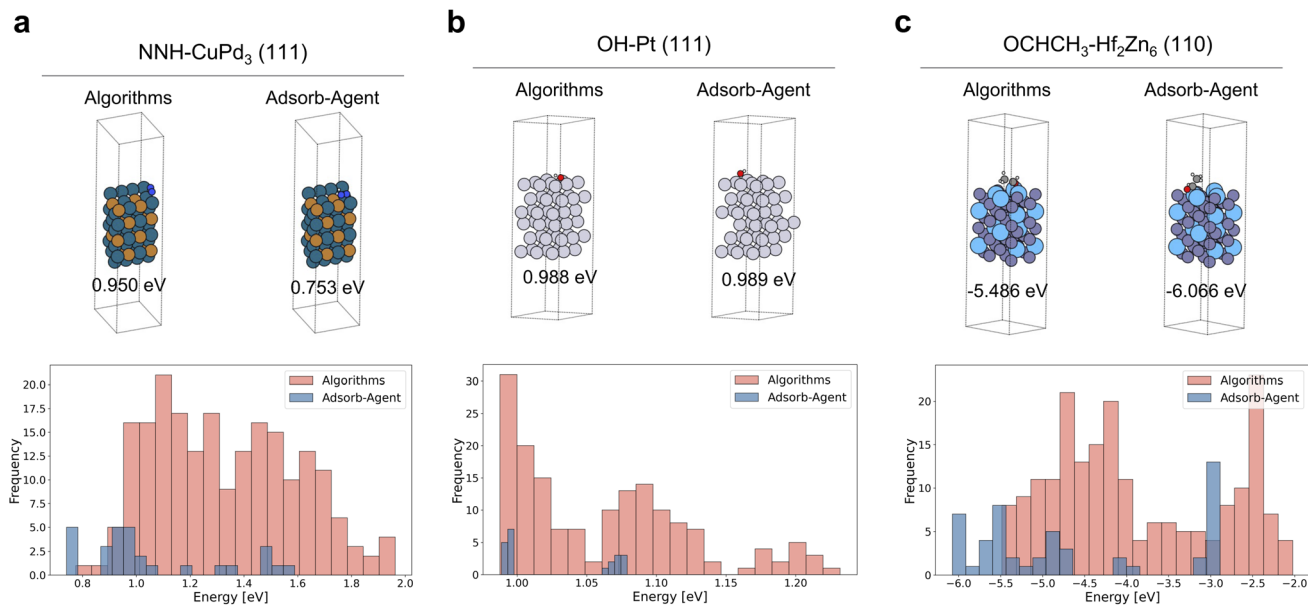 a
NNH-CuPd₃ (111)
Algorithms
Adsorb-Agent
0.950 eV
0.753 eV
Frequency
20.0
17.5
15.0
12.5
10.0
7.5
5.0
2.5
0.0
Algorithms
Adsorb-Agent
0.8
1.0
1.2
1.4
1.6
1.8
2.0
Energy [eV]
b
OH-Pt (111)
Algorithms
Adsorb-Agent
0.988 eV
0.989 eV
Frequency
30
25
20
15
10
5
0
Algorithms
Adsorb-Agent
1.00
1.05
1.10
1.15
1.20
Energy [eV]
c
OCHCH₃-Hf₂Zn₆ (110)
Algorithms
Adsorb-Agent
-5.486 eV
-6.066 eV
Frequency
20
15
10
5
0
Algorithms
Adsorb-Agent
−6.0
−5.5
−5.0
−4.5
−4.0
−3.5
−3.0
−2.5
−2.0
Energy [eV]